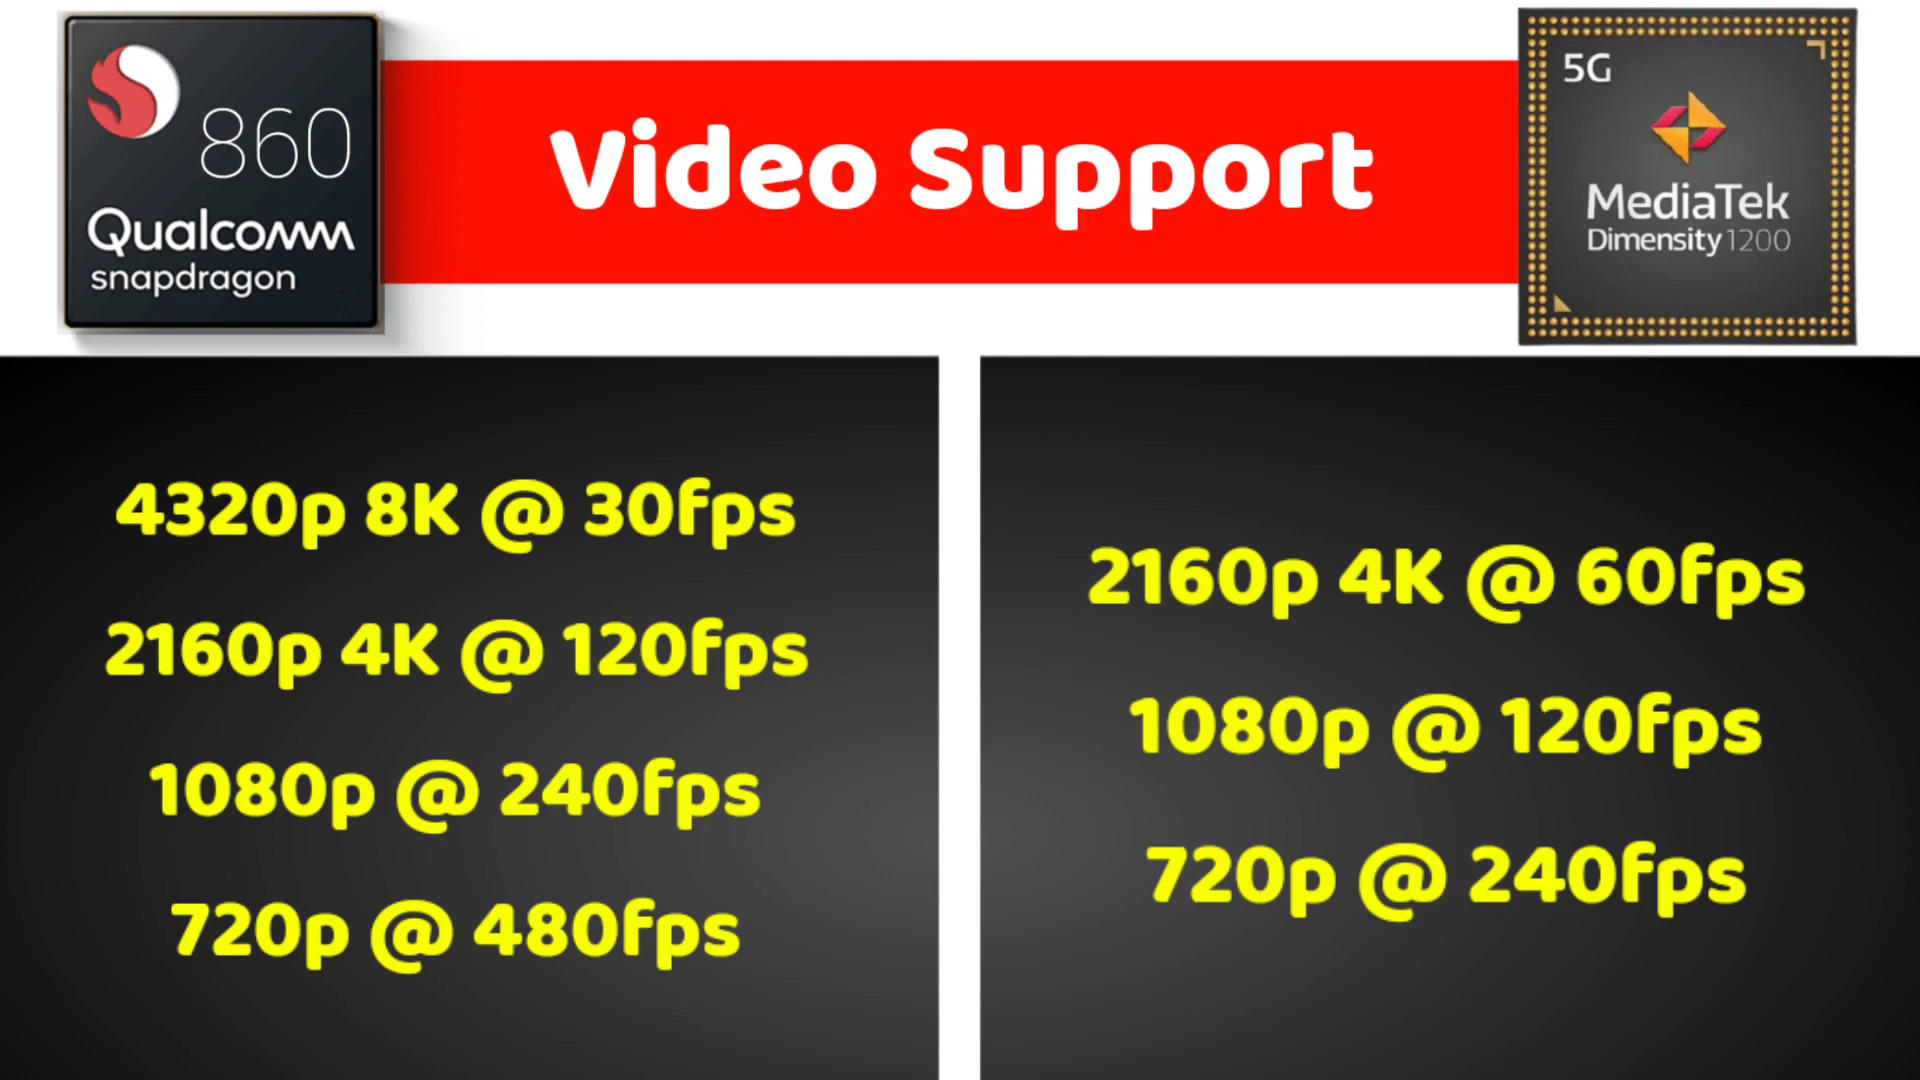 860
Qualcomm
snapdragon
Video Support
5G
MediaTek
Dimensity 1200
4320p 8K @ 30fps
2160p 4K @ 120fps
1080p @ 240fps
720p @ 480fps
2160p 4K @ 60fps
1080p @ 120fps
720p @ 240fps